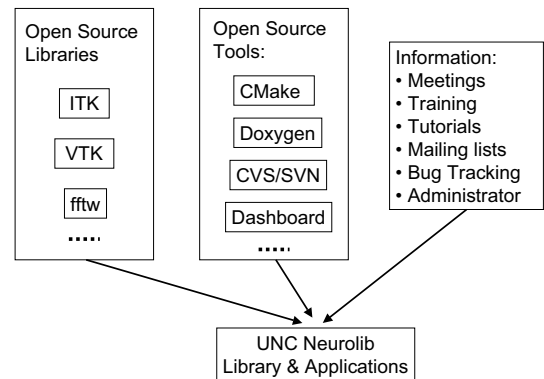 Open Source
Libraries
ITK
VTK
fftw
.....
Open Source
Tools:
CMake
Doxygen
CVS/SVN
Dashboard
.....
Information:
• Meetings
• Training
• Tutorials
• Mailing lists
• Bug Tracking
• Administrator
UNC Neurolib
Library & Applications